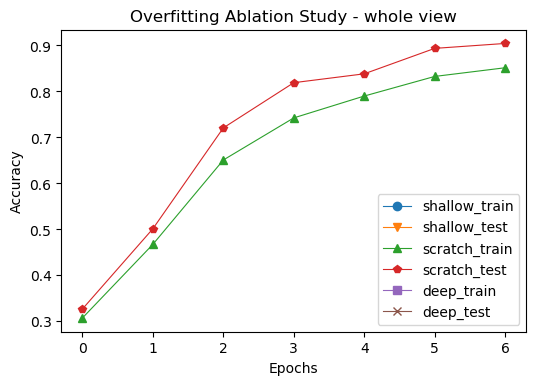 Overfitting Ablation Study - whole view
Accuracy
0.9
0.8
0.7
0.6
0.5
0.4
0.3
shallow_train
shallow_test
scratch_train
scratch_test
deep_train
deep_test
0 1 2 3 4 5 6
Epochs